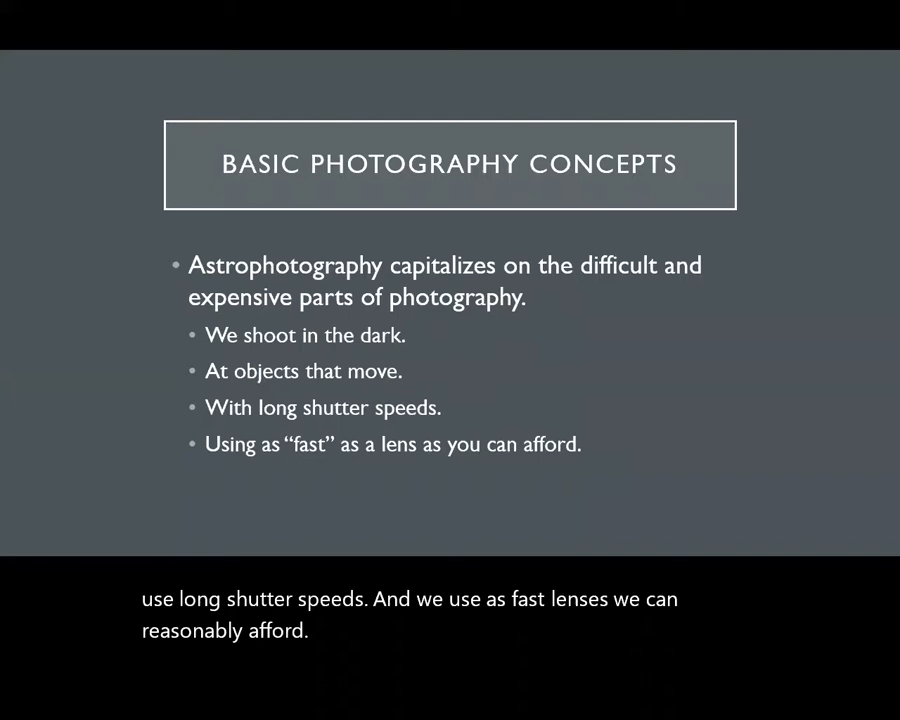 BASIC PHOTOGRAPHY CONCEPTS
• Astrophotography capitalizes on the difficult and
expensive parts of photography.
• We shoot in the dark.
• At objects that move.
• With long shutter speeds.
• Using as “fast” as a lens as you can afford.
use long shutter speeds. And we use as fast lenses we can
reasonably afford.